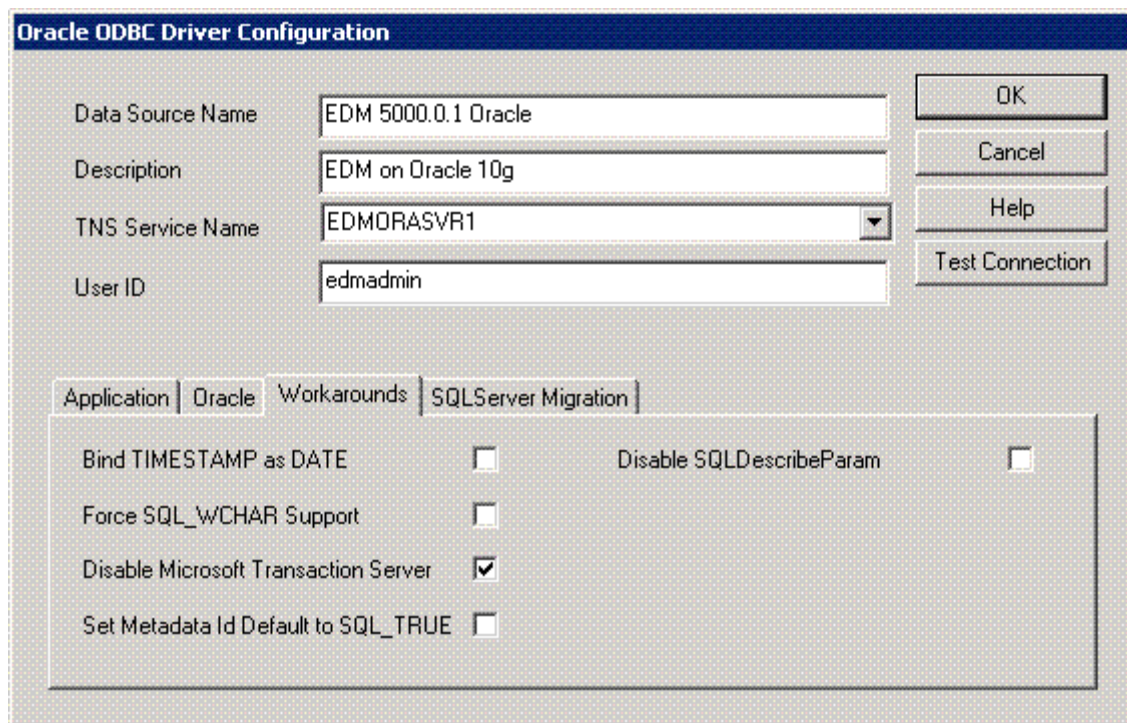 Oracle ODBC Driver Configuration
Data Source Name EDM 5000.0.1 Oracle OK
Description EDM on Oracle 10g Cancel
TNS Service Name EDMORASVR1 Help
User ID edmadmin Test Connection
Application Oracle Workarounds SQLServer Migration
Bind TIMESTAMP as DATE Disable SQLDescribeParam
Force SQL_WCHAR Support
Disable Microsoft Transaction Server
Set Metadata Id Default to SQL_TRUE